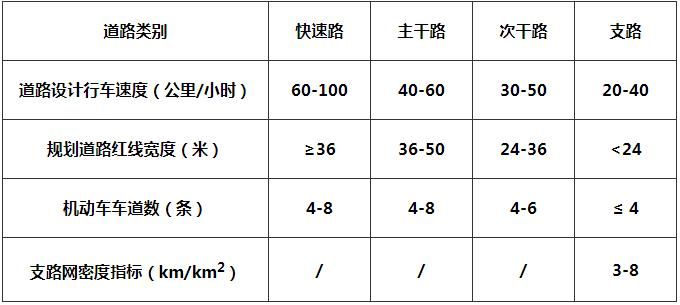 道路类别 快速路 主干路 次干路 支路
道路设计行车速度（公里/小时） 60-100 40-60 30-50 20-40
规划道路红线宽度（米） ≥36 36-50 24-36 <24
机动车车道数（条） 4-8 4-8 4-6 ≤ 4
支路网密度指标（km/km²） / / / 3-8